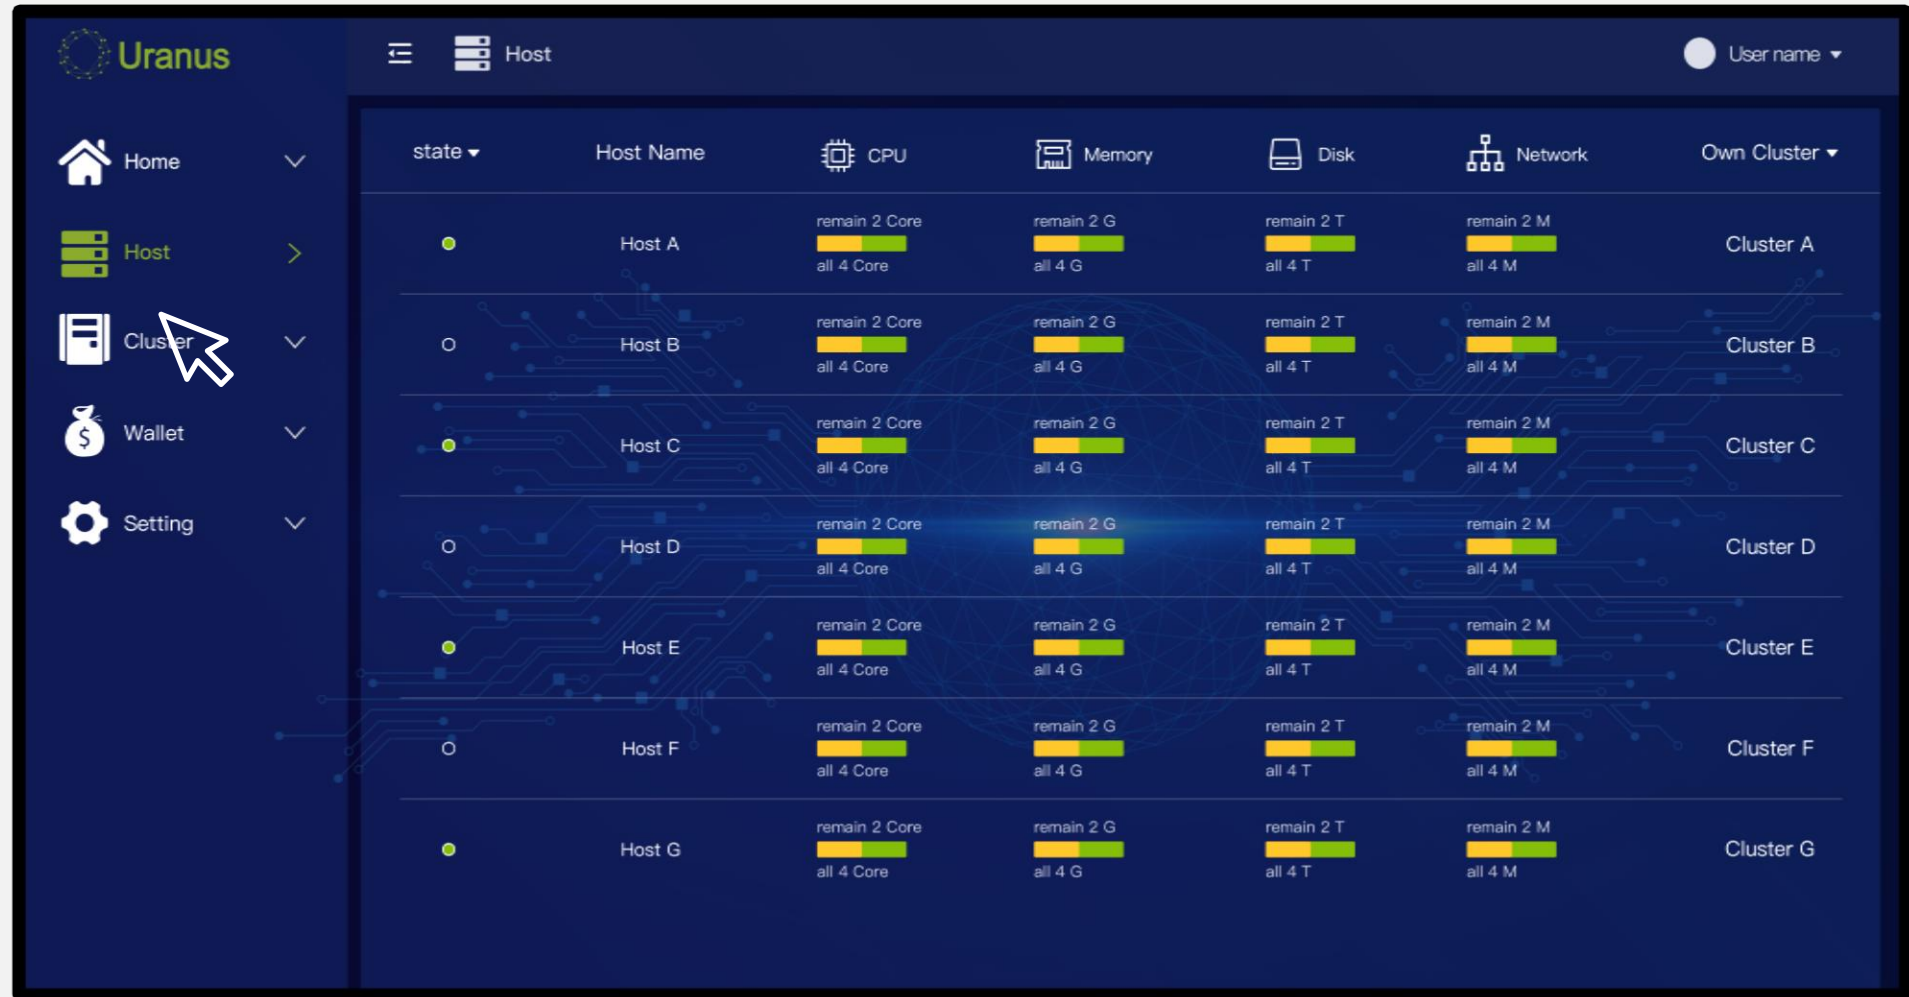 Uranus
Host
User name
Home
Host
Cluster
Wallet
Setting
state Host Name CPU Memory Disk Network Own Cluster
remain 2 Core remain 2 G remain 2 T remain 2 M
Host A Cluster A
all 4 Core all 4 G all 4 T all 4 M
remain 2 Core remain 2 G remain 2 T remain 2 M
Host B Cluster B
all 4 Core all 4 G all 4 T all 4 M
remain 2 Core remain 2 G remain 2 T remain 2 M
Host C Cluster C
all 4 Core all 4 G all 4 T all 4 M
remain 2 Core remain 2 G remain 2 T remain 2 M
Host D Cluster D
all 4 Core all 4 G all 4 T all 4 M
remain 2 Core remain 2 G remain 2 T remain 2 M
Host E Cluster E
all 4 Core all 4 G all 4 T all 4 M
remain 2 Core remain 2 G remain 2 T remain 2 M
Host F Cluster F
all 4 Core all 4 G all 4 T all 4 M
remain 2 Core remain 2 G remain 2 T remain 2 M
Host G Cluster G
all 4 Core all 4 G all 4 T all 4 M